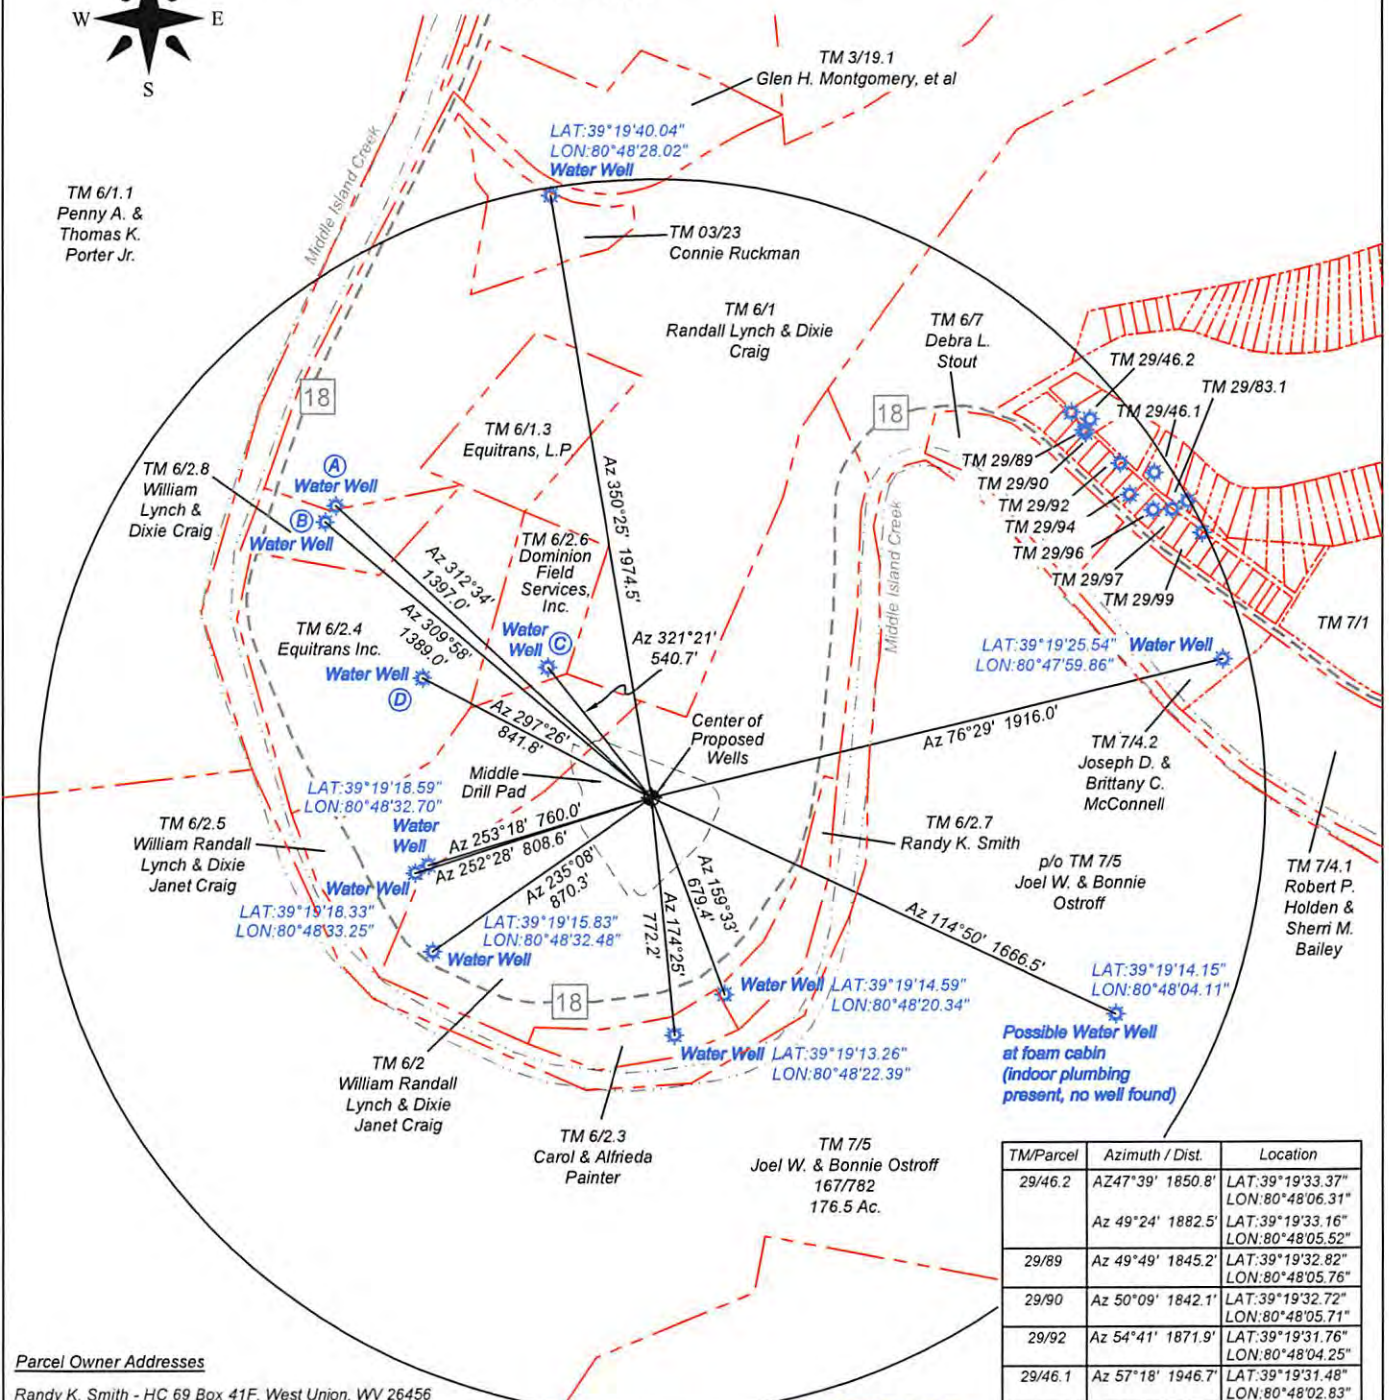 W
E
S
TM 3/19.1
Glen H. Montgomery, et al
LAT:39°19'40.04"
LON:80°48'28.02"
Water Well
Middle Island Creek
TM 6/1.1
Penny A. &
Thomas K.
Porter Jr.
TM 03/23
Connie Ruckman
TM 6/1
Randall Lynch & Dixie
Craig
TM 6/7
Debra L.
Stout
TM 29/46.2
TM 29/83.1
TM 29/46.1
18
18
TM 6/1.3
Equitrans, L.P.
TM 29/89
TM 29/90
TM 29/92
TM 29/94
TM 29/96
TM 29/97
TM 29/99
TM 6/2.8
William
Lynch &
Dixie Craig
A
Water Well
B
Water Well
Az 350°25' 1974.5'
Middle Island Creek
TM 6/2.6
Dominion
Field
Services,
Inc.
Az 312°34'
1397.0'
Az 309°58'
1389.0'
TM 6/2.4
Equitrans Inc.
Water Well
D
Water
Well
C
Az 321°21'
540.7'
LAT:39°19'25.54"
LON:80°47'59.86"
Water Well
TM 7/1
Az 297°26'
841.8'
Center of
Proposed
Wells
Az 76°29' 1916.0'
TM 7/4.2
Joseph D. &
Brittany C.
McConnell
Middle
Drill Pad
LAT:39°19'18.59"
LON:80°48'32.70"
Water
Well
Az 253°18' 760.0'
Az 252°28' 808.6'
TM 6/2.5
William Randall
Lynch & Dixie
Janet Craig
Water Well
LAT:39°19'18.33"
LON:80°48'33.25"
Az 235°08'
870.3'
LAT:39°19'15.83"
LON:80°48'32.48"
Water Well
Az 159°33'
679.4'
Az 174°25'
772.2'
TM 6/2.7
Randy K. Smith
p/o TM 7/5
Joel W. & Bonnie
Ostroff
TM 7/4.1
Robert P.
Holden &
Sherri M.
Bailey
Az 114°50' 1666.5'
LAT:39°19'14.15"
LON:80°48'04.11"
Possible Water Well
at foam cabin
(indoor plumbing
present, no well found)
Water Well LAT:39°19'14.59"
LON:80°48'20.34"
18
Water Well LAT:39°19'13.26"
LON:80°48'22.39"
TM 6/2
William Randall
Lynch & Dixie
Janet Craig
TM 6/2.3
Carol & Alfrieda
Painter
TM 7/5
Joel W. & Bonnie Ostroff
167/782
176.5 Ac.
TM/Parcel Azimuth / Dist. Location
29/46.2 AZ47°39' 1850.8' LAT:39°19'33.37"
LON:80°48'06.31"
Az 49°24' 1882.5' LAT:39°19'33.16"
LON:80°48'05.52"
29/89 Az 49°49' 1845.2' LAT:39°19'32.82"
LON:80°48'05.76"
29/90 Az 50°09' 1842.1' LAT:39°19'32.72"
LON:80°48'05.71"
29/92 Az 54°41' 1871.9' LAT:39°19'31.76"
LON:80°48'04.25"
29/46.1 Az 57°18' 1946.7' LAT:39°19'31.48"
LON:80°48'02.83"
Parcel Owner Addresses
Randy K. Smith - HC 69 Box 41F, West Union, WV 26456